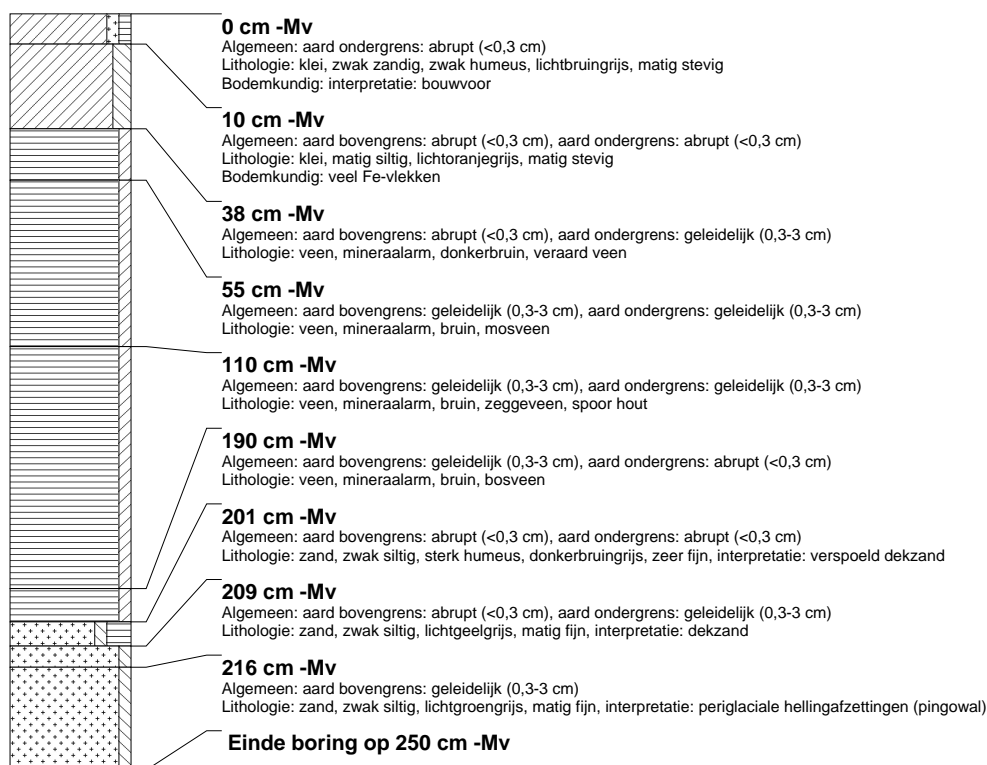 0 cm -Mv
Algemeen: aard ondergrens: abrupt (<0,3 cm)
Lithologie: klei, zwak zandig, zwak humeus, lichtbruingrijs, matig stevig
Bodemkundig: interpretatie: bouwvoor
10 cm -Mv
Algemeen: aard bovengrens: abrupt (<0,3 cm), aard ondergrens: abrupt (<0,3 cm)
Lithologie: klei, matig siltig, lichtoranjegrijs, matig stevig
Bodemkundig: veel Fe-vlekken
38 cm -Mv
Algemeen: aard bovengrens: abrupt (<0,3 cm), aard ondergrens: geleidelijk (0,3-3 cm)
Lithologie: veen, mineraalarm, donkerbruin, veraard veen
55 cm -Mv
Algemeen: aard bovengrens: geleidelijk (0,3-3 cm), aard ondergrens: geleidelijk (0,3-3 cm)
Lithologie: veen, mineraalarm, bruin, mosveen
110 cm -Mv
Algemeen: aard bovengrens: geleidelijk (0,3-3 cm), aard ondergrens: geleidelijk (0,3-3 cm)
Lithologie: veen, mineraalarm, bruin, zeggeveen, spoor hout
190 cm -Mv
Algemeen: aard bovengrens: geleidelijk (0,3-3 cm), aard ondergrens: abrupt (<0,3 cm)
Lithologie: veen, mineraalarm, bruin, bosveen
201 cm -Mv
Algemeen: aard bovengrens: abrupt (<0,3 cm), aard ondergrens: abrupt (<0,3 cm)
Lithologie: zand, zwak siltig, sterk humeus, donkerbruingrijs, zeer fijn, interpretatie: verspoeld dekzand
209 cm -Mv
Algemeen: aard bovengrens: abrupt (<0,3 cm), aard ondergrens: geleidelijk (0,3-3 cm)
Lithologie: zand, zwak siltig, lichtgeelgrijs, matig fijn, interpretatie: dekzand
216 cm -Mv
Algemeen: aard bovengrens: geleidelijk (0,3-3 cm)
Lithologie: zand, zwak siltig, lichtgroengrijs, matig fijn, interpretatie: periglaciale hellingafzettingen (pingowal)
Einde boring op 250 cm -Mv